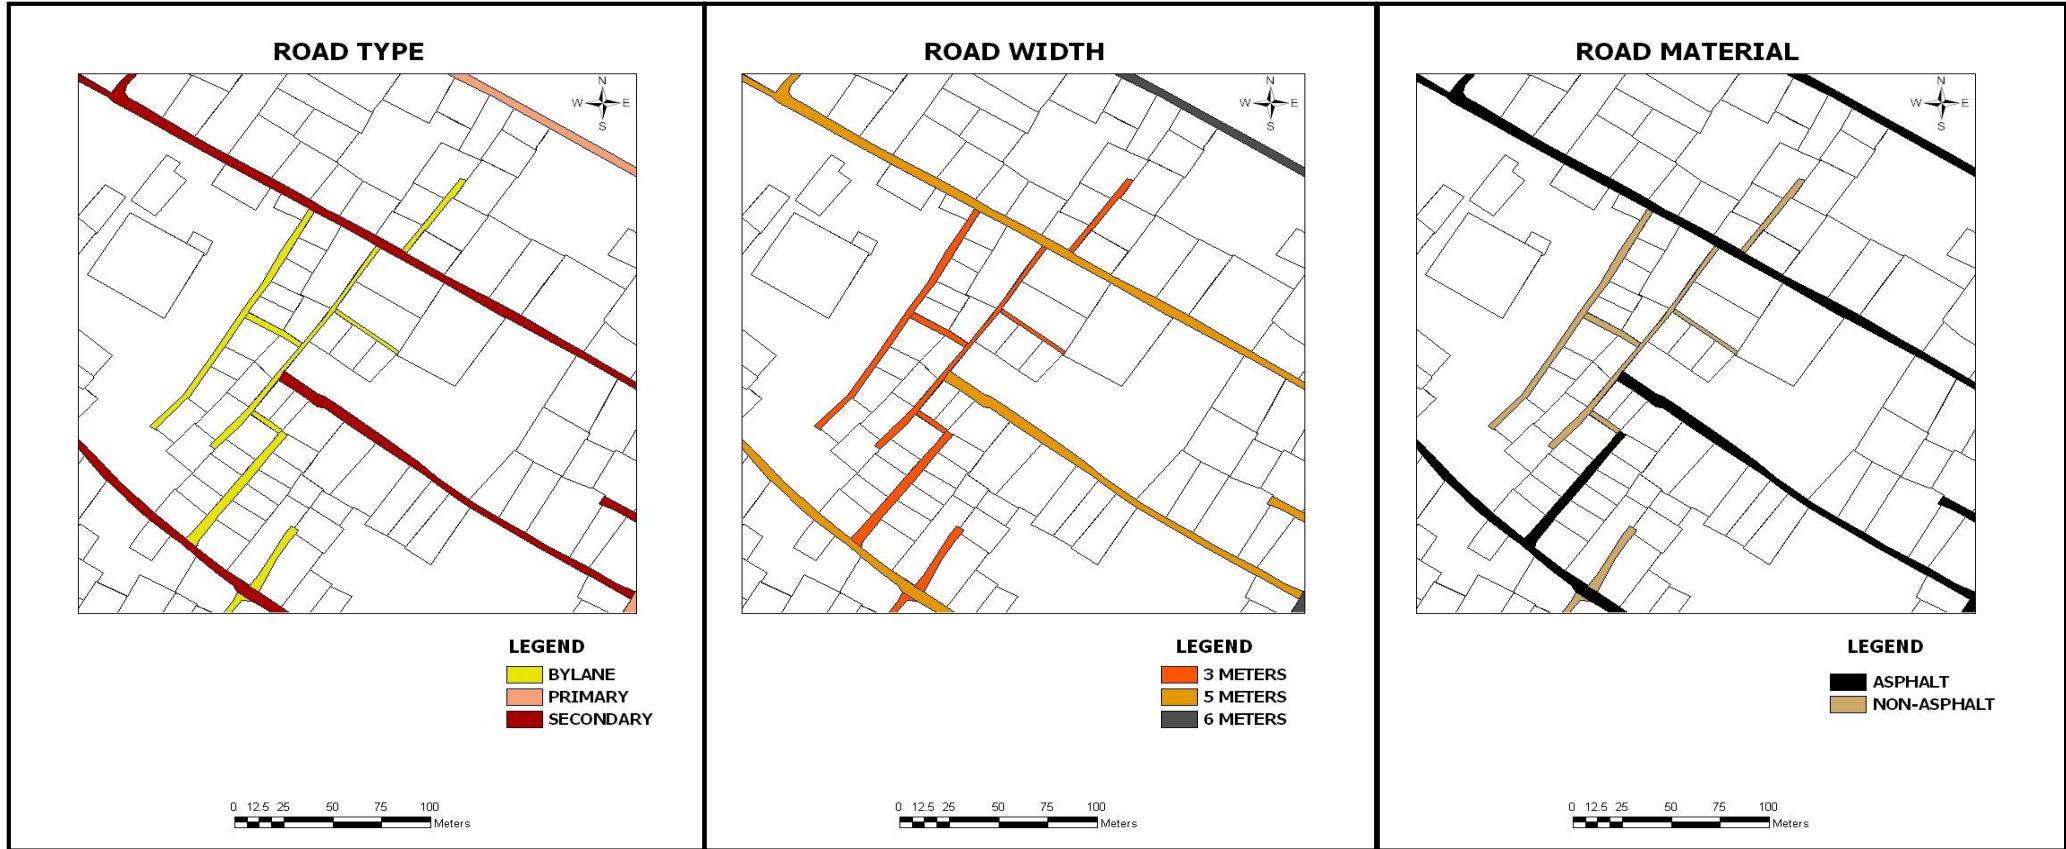 ROAD TYPE
N
W E
S
LEGEND
BYLANE
PRIMARY
SECONDARY
0 12.5 25 50 75 100
Meters
ROAD WIDTH
N
W E
S
LEGEND
3 METERS
5 METERS
6 METERS
0 12.5 25 50 75 100
Meters
ROAD MATERIAL
N
W E
S
LEGEND
ASPHALT
NON-ASPHALT
0 12.5 25 50 75 100
Meters